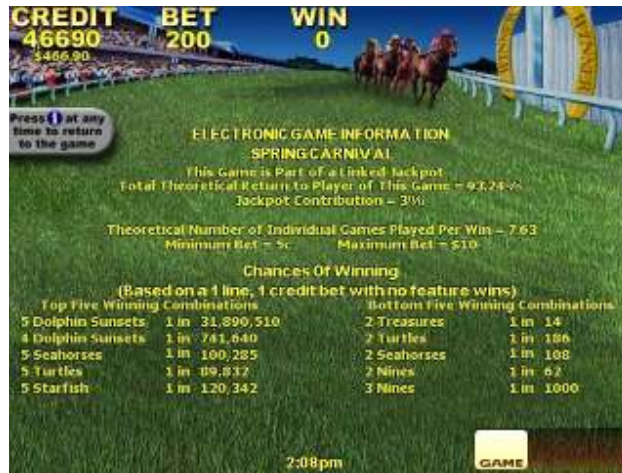 CREDIT BET WIN
46690 200 0
$466.90
WINNER
Press i at any
time to return
to the game
ELECTRONIC GAME INFORMATION
SPRING CARNIVAL
This Game is Part of a Linked Jackpot
Total Theoretical Return to Player of This Game = 93.24%
Jackpot Contribution = 3%
Theoretical Number of Individual Games Played Per Win = 7.63
Minimum Bet = 5c Maximum Bet = $10
Chances Of Winning
(Based on a 1 line, 1 credit bet with no feature wins)
Top Five Winning Combinations Bottom Five Winning Combinations
5 Dolphin Sunsets 1 in 31,890,510 2 Treasures 1 in 14
4 Dolphin Sunsets 1 in 741,640 2 Turtles 1 in 186
5 Seahorses 1 in 100,285 2 Seahorses 1 in 108
5 Turtles 1 in 89,832 2 Nines 1 in 62
5 Starfish 1 in 120,342 3 Nines 1 in 1000
2:08pm
GAME